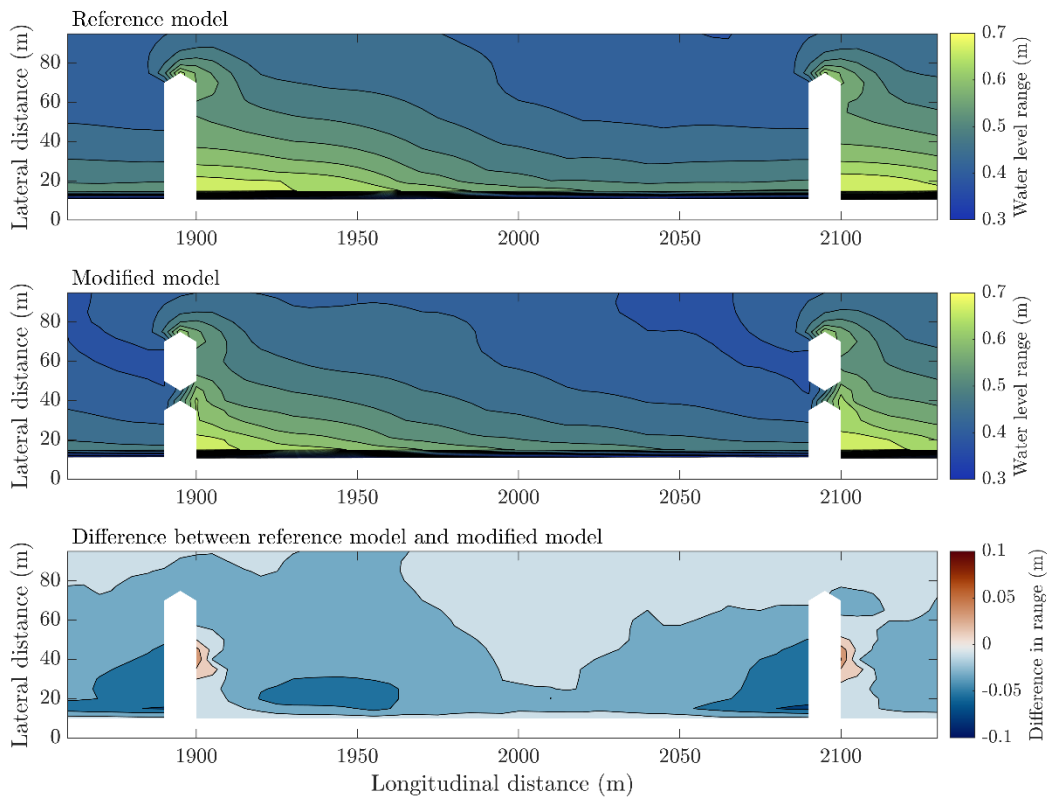 Reference model
Lateral distance (m)
80
60
40
20
0
1900 1950 2000 2050 2100
0.7
0.6
0.5
0.4
0.3
Water level range (m)
Modified model
Lateral distance (m)
80
60
40
20
0
1900 1950 2000 2050 2100
0.7
0.6
0.5
0.4
0.3
Water level range (m)
Difference between reference model and modified model
Lateral distance (m)
80
60
40
20
0
1900 1950 2000 2050 2100
Longitudinal distance (m)
0.1
0.05
0
-0.05
-0.1
Difference in range (m)